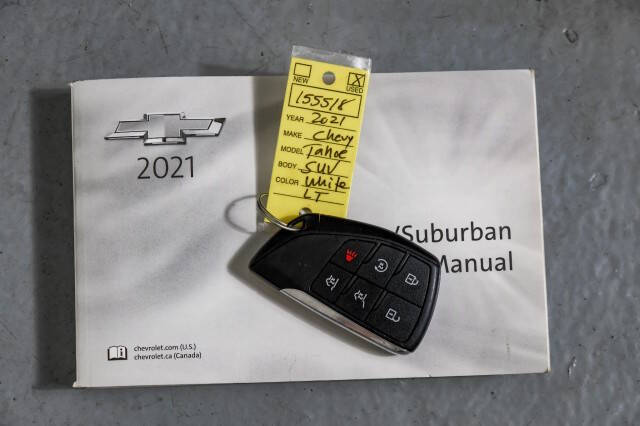 NEW
X
USED
155518
YEAR 2021
MAKE Chevy
MODEL Tahoe
BODY SUV
COLOR White
LT
2021
/Suburban
Manual
chevrolet.com (U.S.)
chevrolet.ca (Canada)